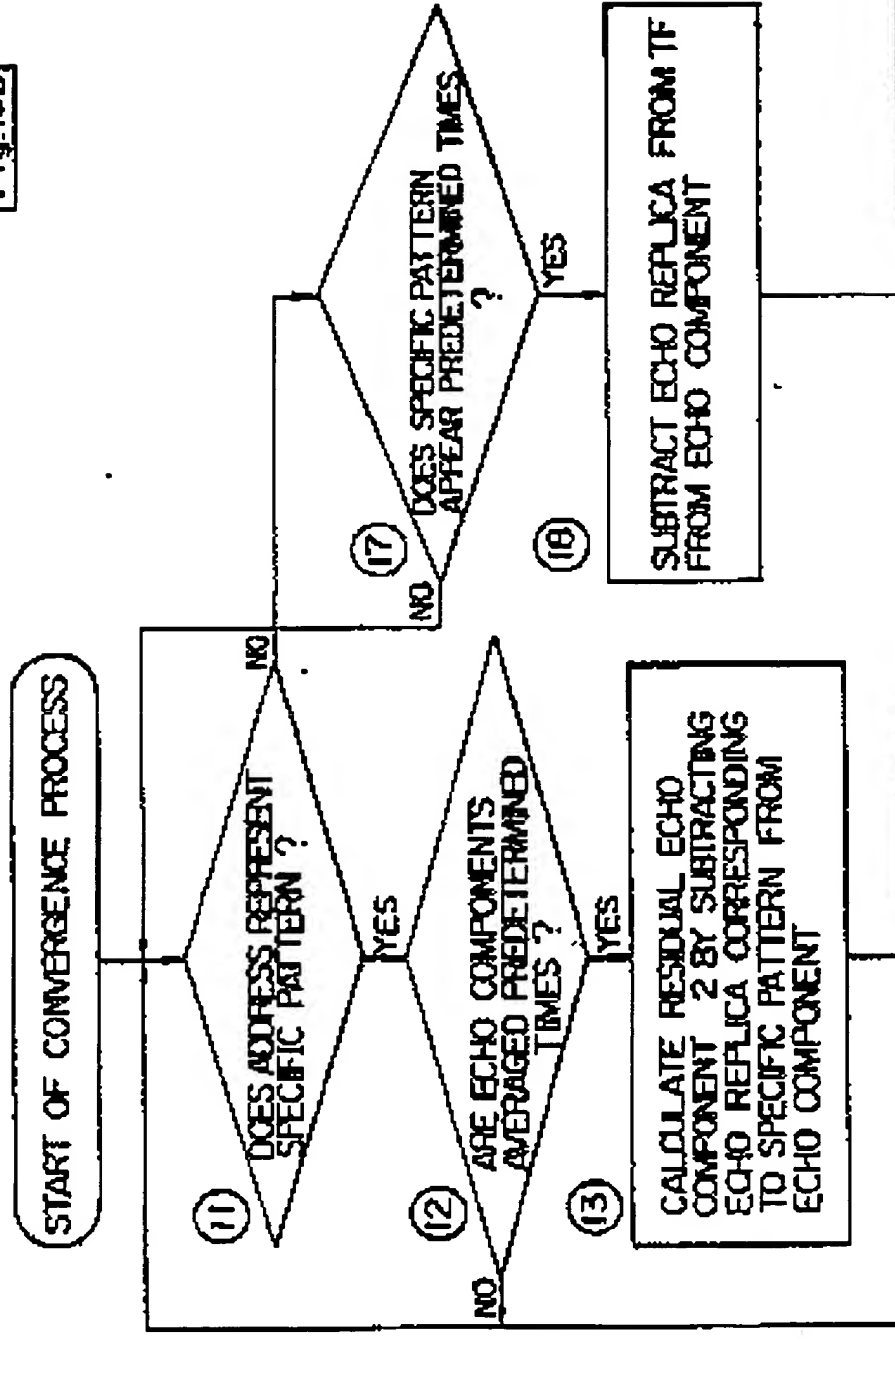 START OF CONVERGENCE PROCESS
11
DOES ADDRESS REPRESENT
SPECIFIC PATTERN ?
NO
YES
12
ARE ECHO COMPOMENTS
AVERAGED PREDETERMINED
TIMES ?
NO
YES
13
CALCULATE RESIDUAL ECHO
COMPONENT 2 BY SUBTRACTING
ECHO REPLICA CORRESPONDING
TO SPECIFIC PATTERN FROM
ECHO COMPONENT
17
DOES SPECIFIC PATTERN
APPEAR PREDETERMINED TIMES
?
NO
YES
18
SUBTRACT ECHO REPLICA FROM TF
FROM ECHO COMPONENT